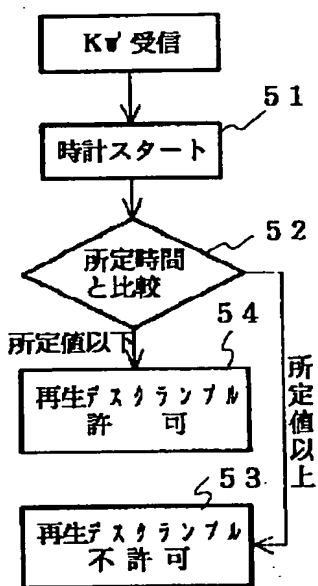 Kw' 受信
51
時計スタート
52
所定時間
と比較
所定値以下
54
所定値以上
再生デスクランブル
許可
53
再生デスクランブル
不許可